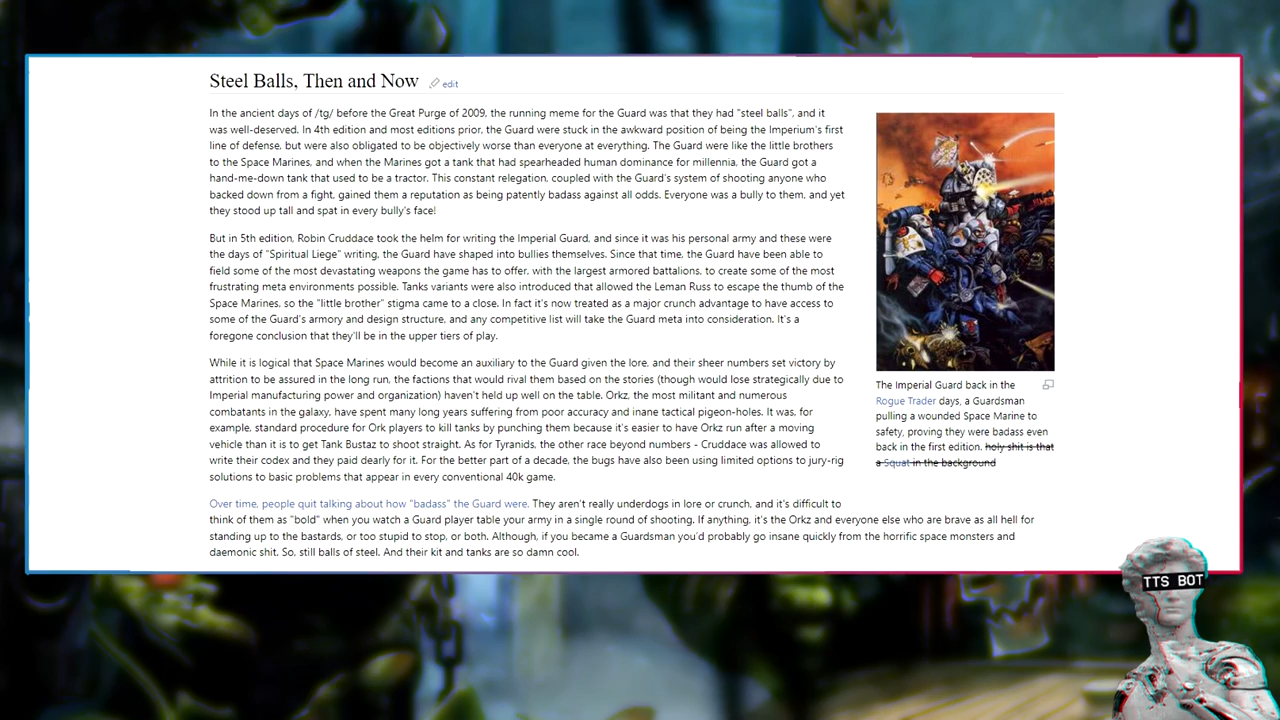 Steel Balls, Then and Now edit
In the ancient days of /tg/ before the Great Purge of 2009, the running meme for the Guard was that they had "steel balls", and it
was well-deserved. In 4th edition and most editions prior, the Guard were stuck in the awkward position of being the Imperium's first
line of defense, but were also obligated to be objectively worse than everyone at everything. The Guard were like the little brothers
to the Space Marines, and when the Marines got a tank that had spearheaded human dominance for millennia, the Guard got a
hand-me-down tank that used to be a tractor. This constant relegation, coupled with the Guard's system of shooting anyone who
backed down from a fight, gained them a reputation as being patently badass against all odds. Everyone was a bully to them, and yet
they stood up tall and spat in every bully's face!
But in 5th edition, Robin Cruddace took the helm for writing the Imperial Guard, and since it was his personal army and these were
the days of "Spiritual Liege" writing, the Guard have shaped into bullies themselves. Since that time, the Guard have been able to
field some of the most devastating weapons the game has to offer, with the largest armored battalions, to create some of the most
frustrating meta environments possible. Tanks variants were also introduced that allowed the Leman Russ to escape the thumb of the
Space Marines, so the "little brother" stigma came to a close. In fact it's now treated as a major crunch advantage to have access to
some of the Guard's armory and design structure, and any competitive list will take the Guard meta into consideration. It's a
foregone conclusion that they'll be in the upper tiers of play.
While it is logical that Space Marines would become an auxiliary to the Guard given the lore, and their sheer numbers set victory by
attrition to be assured in the long run, the factions that would rival them based on the stories (though would lose strategically due to
Imperial manufacturing power and organization) haven't held up well on the table. Orkz, the most militant and numerous
combatants in the galaxy, have spent many long years suffering from poor accuracy and inane tactical pigeon-holes. It was, for
example, standard procedure for Ork players to kill tanks by punching them because it's easier to have Orkz run after a moving
vehicle than it is to get Tank Bustaz to shoot straight. As for Tyranids, the other race beyond numbers - Cruddace was allowed to
write their codex and they paid dearly for it. For the better part of a decade, the bugs have also been using limited options to jury-rig
solutions to basic problems that appear in every conventional 40k game.
Over time, people quit talking about how "badass" the Guard were. They aren't really underdogs in lore or crunch, and it's difficult to
think of them as "bold" when you watch a Guard player table your army in a single round of shooting. If anything, it's the Orkz and everyone else who are brave as all hell for
standing up to the bastards, or too stupid to stop, or both. Although, if you became a Guardsman you'd probably go insane quickly from the horrific space monsters and
daemonic shit. So, still balls of steel. And their kit and tanks are so damn cool.
The Imperial Guard back in the
Rogue Trader days, a Guardsman
pulling a wounded Space Marine to
safety, proving they were badass even
back in the first edition. holy shit is that
a Squat in the background
TTS BOT